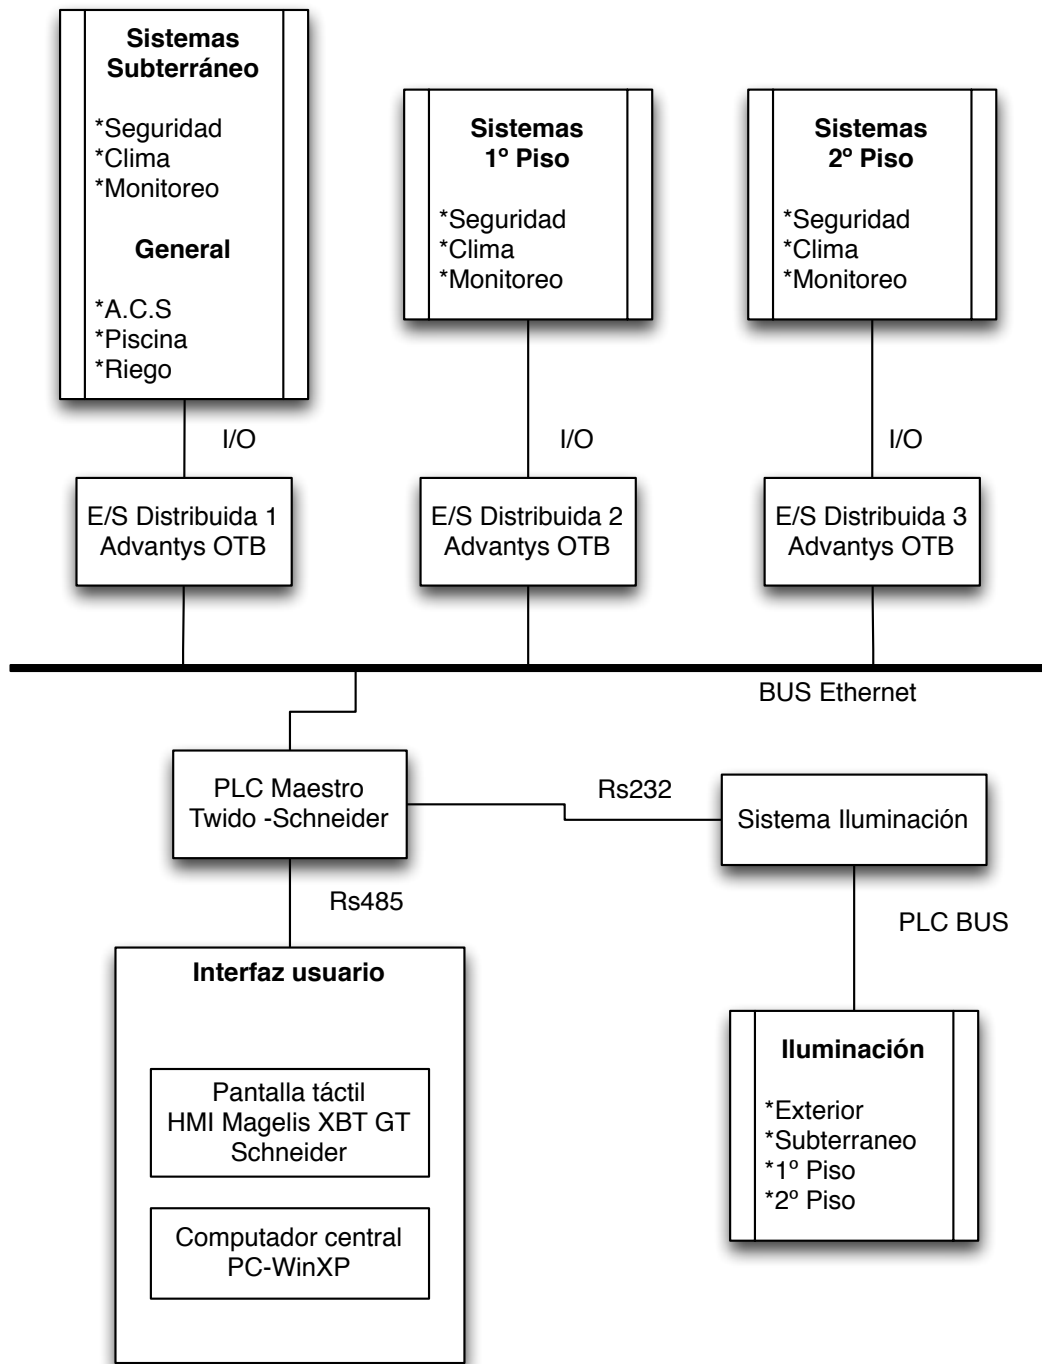 Sistemas
Subterráneo
*Seguridad
*Clima
*Monitoreo
General
*A.C.S
*Piscina
*Riego
Sistemas
1º Piso
*Seguridad
*Clima
*Monitoreo
Sistemas
2º Piso
*Seguridad
*Clima
*Monitoreo
I/O
I/O
I/O
E/S Distribuida 1
Advantys OTB
E/S Distribuida 2
Advantys OTB
E/S Distribuida 3
Advantys OTB
BUS Ethernet
PLC Maestro
Twido -Schneider
Rs232
Sistema Iluminación
Rs485
PLC BUS
Interfaz usuario
Pantalla táctil
HMI Magelis XBT GT
Schneider
Computador central
PC-WinXP
Iluminación
*Exterior
*Subterraneo
*1º Piso
*2º Piso